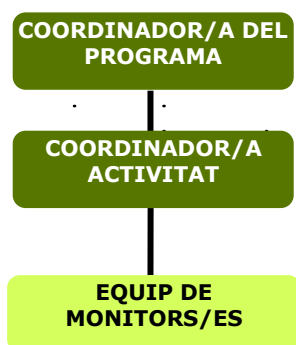 COORDINADOR/A DEL
PROGRAMA
COORDINADOR/A
ACTIVITAT
EQUIP DE
MONITORS/ES